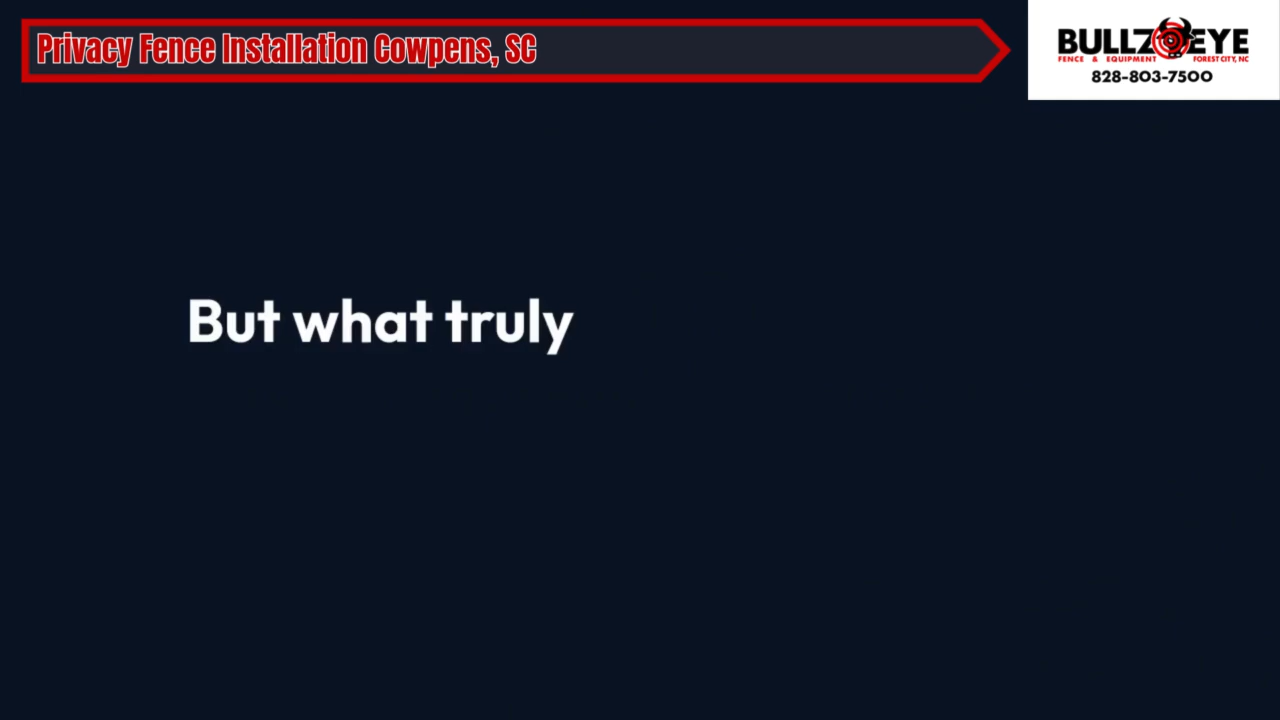 Privacy Fence Installation Cowpens, SC
BULLZEYE
FENCE & EQUIPMENT FOREST CITY, NC
828-803-7500
But what truly